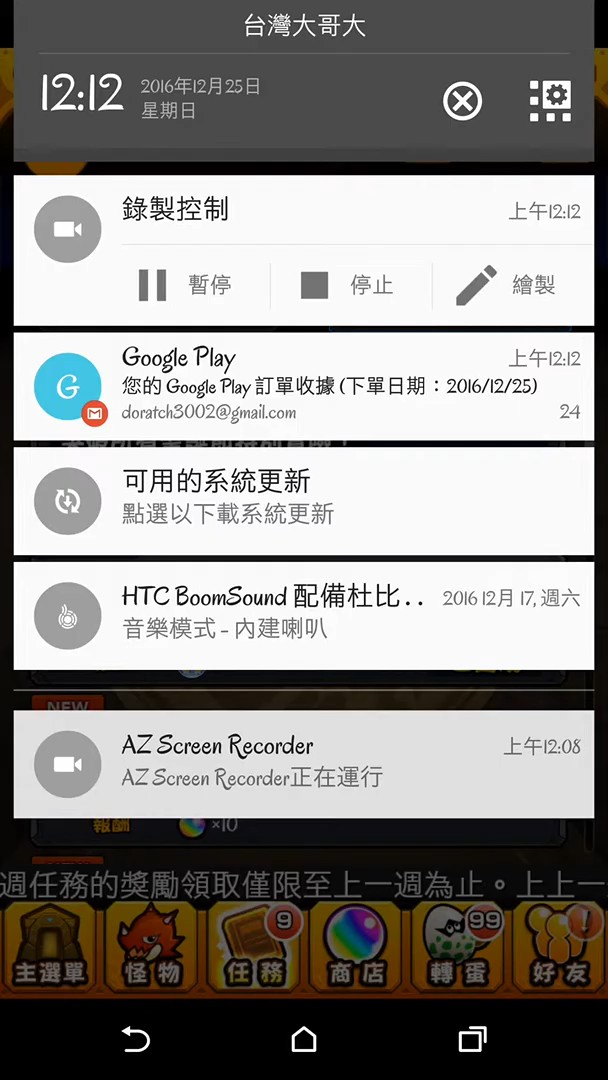 台灣大哥大
12:12
2016年12月25日
星期日
錄製控制
上午12:12
暫停
停止
繪製
Google Play
上午12:12
您的 Google Play 訂單收據 (下單日期：2016/12/25)
doratch3002@gmail.com
24
可用的系統更新
點選以下載系統更新
HTC BoomSound 配備杜比..
2016 12月 17, 週六
音樂模式 - 內建喇叭
NEW
AZ Screen Recorder
上午12:08
AZ Screen Recorder正在運行
報酬
×10
週任務的獎勵領取僅限至上一週為止。上上一
9
99
!
主選單
怪物
任務
商店
轉蛋
好友